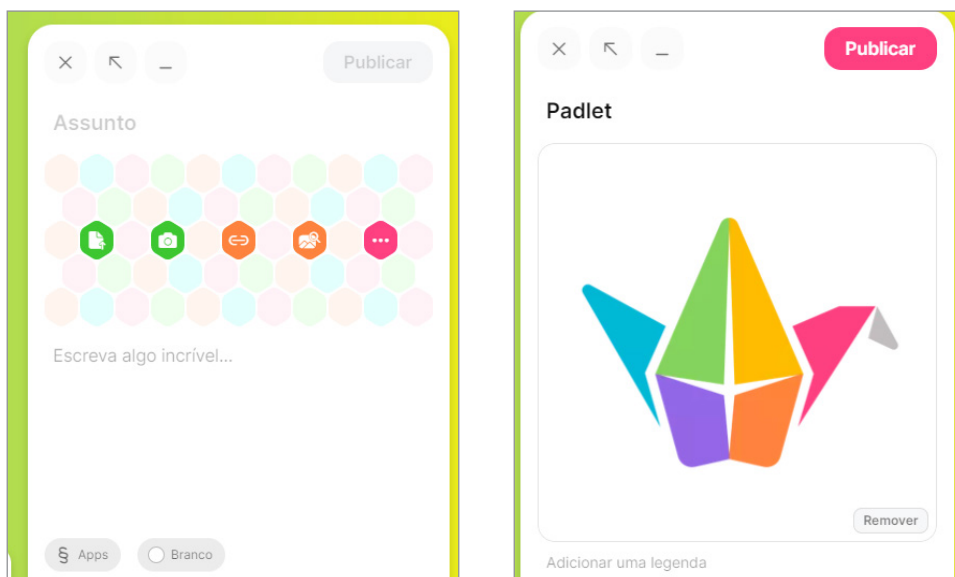 Publicar
Assunto
Escreva algo incrível...
§ Apps
Branco
Publicar
Padlet
Remover
Adicionar uma legenda